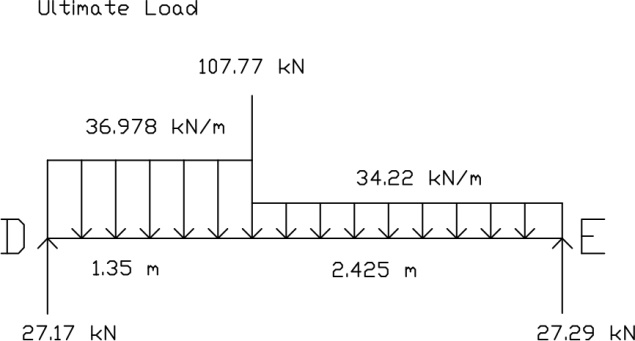 Ultimate Load
107.77 kN
36.978 kN/m
34.22 kN/m
D
E
1.35 m
2.425 m
27.17 kN
27.29 kN